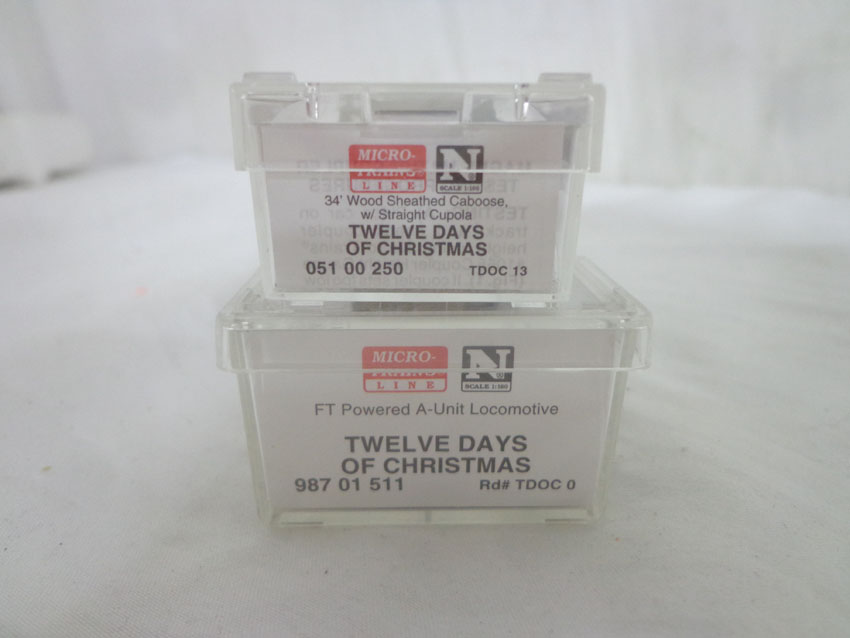 MICRO-
TRAINS
LINE
N
SCALE 1:160
34' Wood Sheathed Caboose,
w/ Straight Cupola
TWELVE DAYS
OF CHRISTMAS
051 00 250 TDOC 13
MICRO-
TRAINS
LINE
N
SCALE 1:160
FT Powered A-Unit Locomotive
TWELVE DAYS
OF CHRISTMAS
987 01 511 Rd# TDOC 0